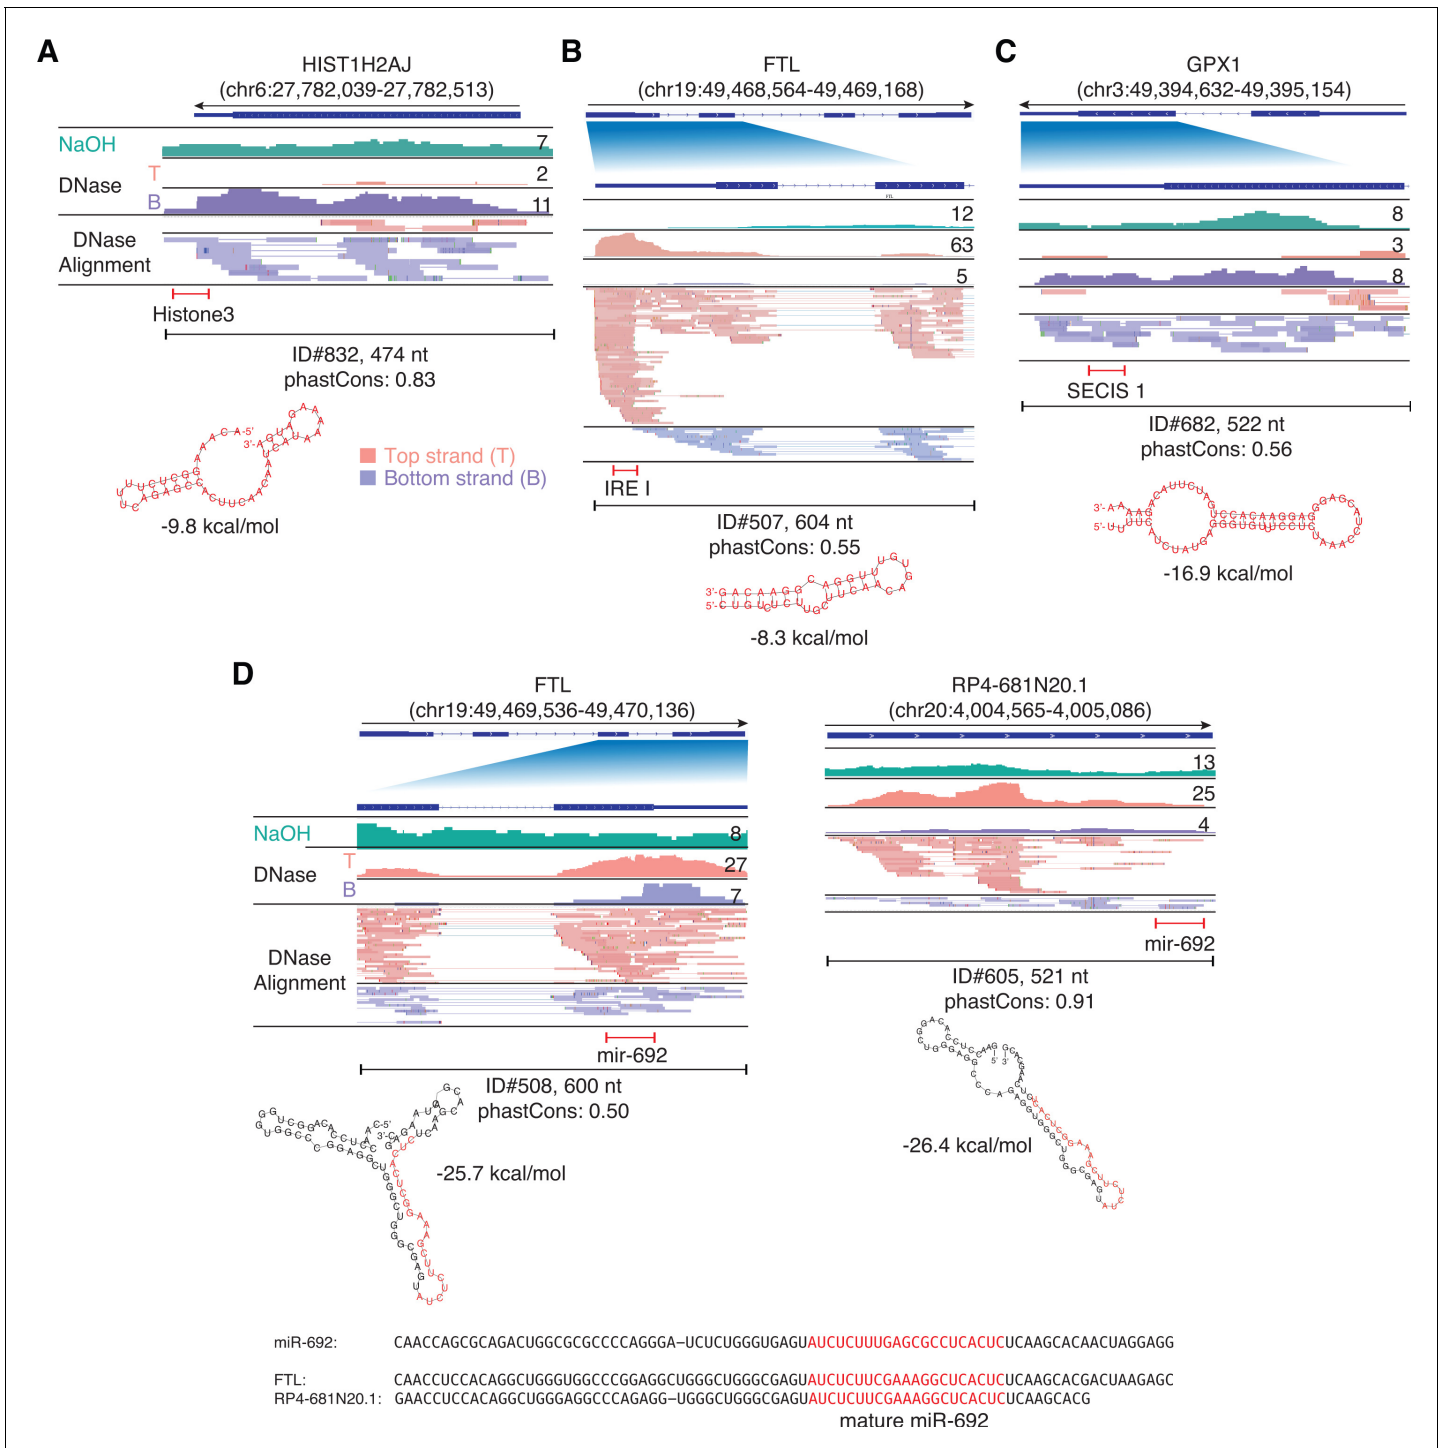 A
HIST1H2AJ
(chr6:27,782,039-27,782,513)
NaOH
7
DNase
T
2
B
11
DNase
Alignment
Histone3
ID#832, 474 nt
phastCons: 0.83
-9.8 kcal/mol
Top strand (T)
Bottom strand (B)
B
FTL
(chr19:49,468,564-49,469,168)
FTL
12
63
5
IRE I
ID#507, 604 nt
phastCons: 0.55
-8.3 kcal/mol
C
GPX1
(chr3:49,394,632-49,395,154)
8
3
8
SECIS 1
ID#682, 522 nt
phastCons: 0.56
-16.9 kcal/mol
D
FTL
(chr19:49,469,536-49,470,136)
NaOH
8
DNase
T
27
B
7
DNase
Alignment
mir-692
ID#508, 600 nt
phastCons: 0.50
-25.7 kcal/mol
RP4-681N20.1
(chr20:4,004,565-4,005,086)
13
25
4
mir-692
ID#605, 521 nt
phastCons: 0.91
-26.4 kcal/mol
miR-692: CAACCAGCGCAGACUGGCGCGCCCCAGGGA–UCUCUGGGUGAGUAUCUCUUUGAGCGCCUCACUCUCAAGCACAACUAGGAGG
FTL: CAACCUCCACAGGCUGGGUGGCCCGGAGGCUGGGCUGGGCGAGUAUCUCUUCGAAAGGCUCACUCUCAAGCACGACUAAGAGC
RP4-681N20.1: GAACCUCCACAGGCUGGGAGGCCCAGAGG–UGGGCUGGGCGAGUAUCUCUUCGAAAGGCUCACUCUCAAGCACG
mature miR-692